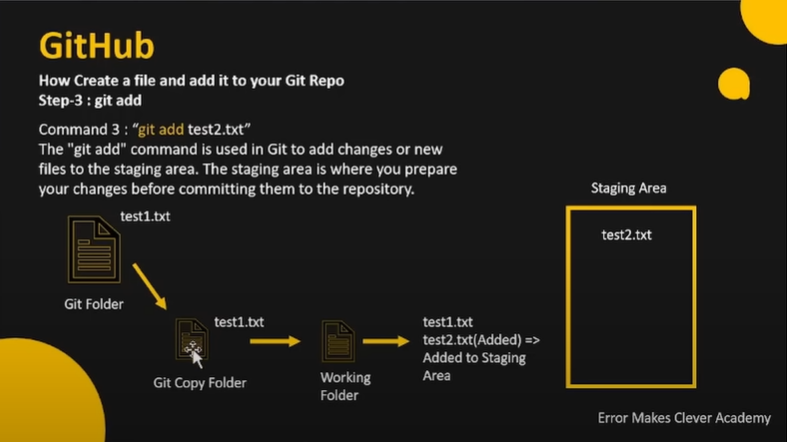 GitHub
How Create a file and add it to your Git Repo
Step-3 : git add
Command 3 : “git add test2.txt”
The "git add" command is used in Git to add changes or new
files to the staging area. The staging area is where you prepare
your changes before committing them to the repository.
Staging Area
test2.txt
test1.txt
Git Folder
test1.txt
Git Copy Folder
Working
Folder
test1.txt
test2.txt(Added) =>
Added to Staging
Area
Error Makes Clever Academy